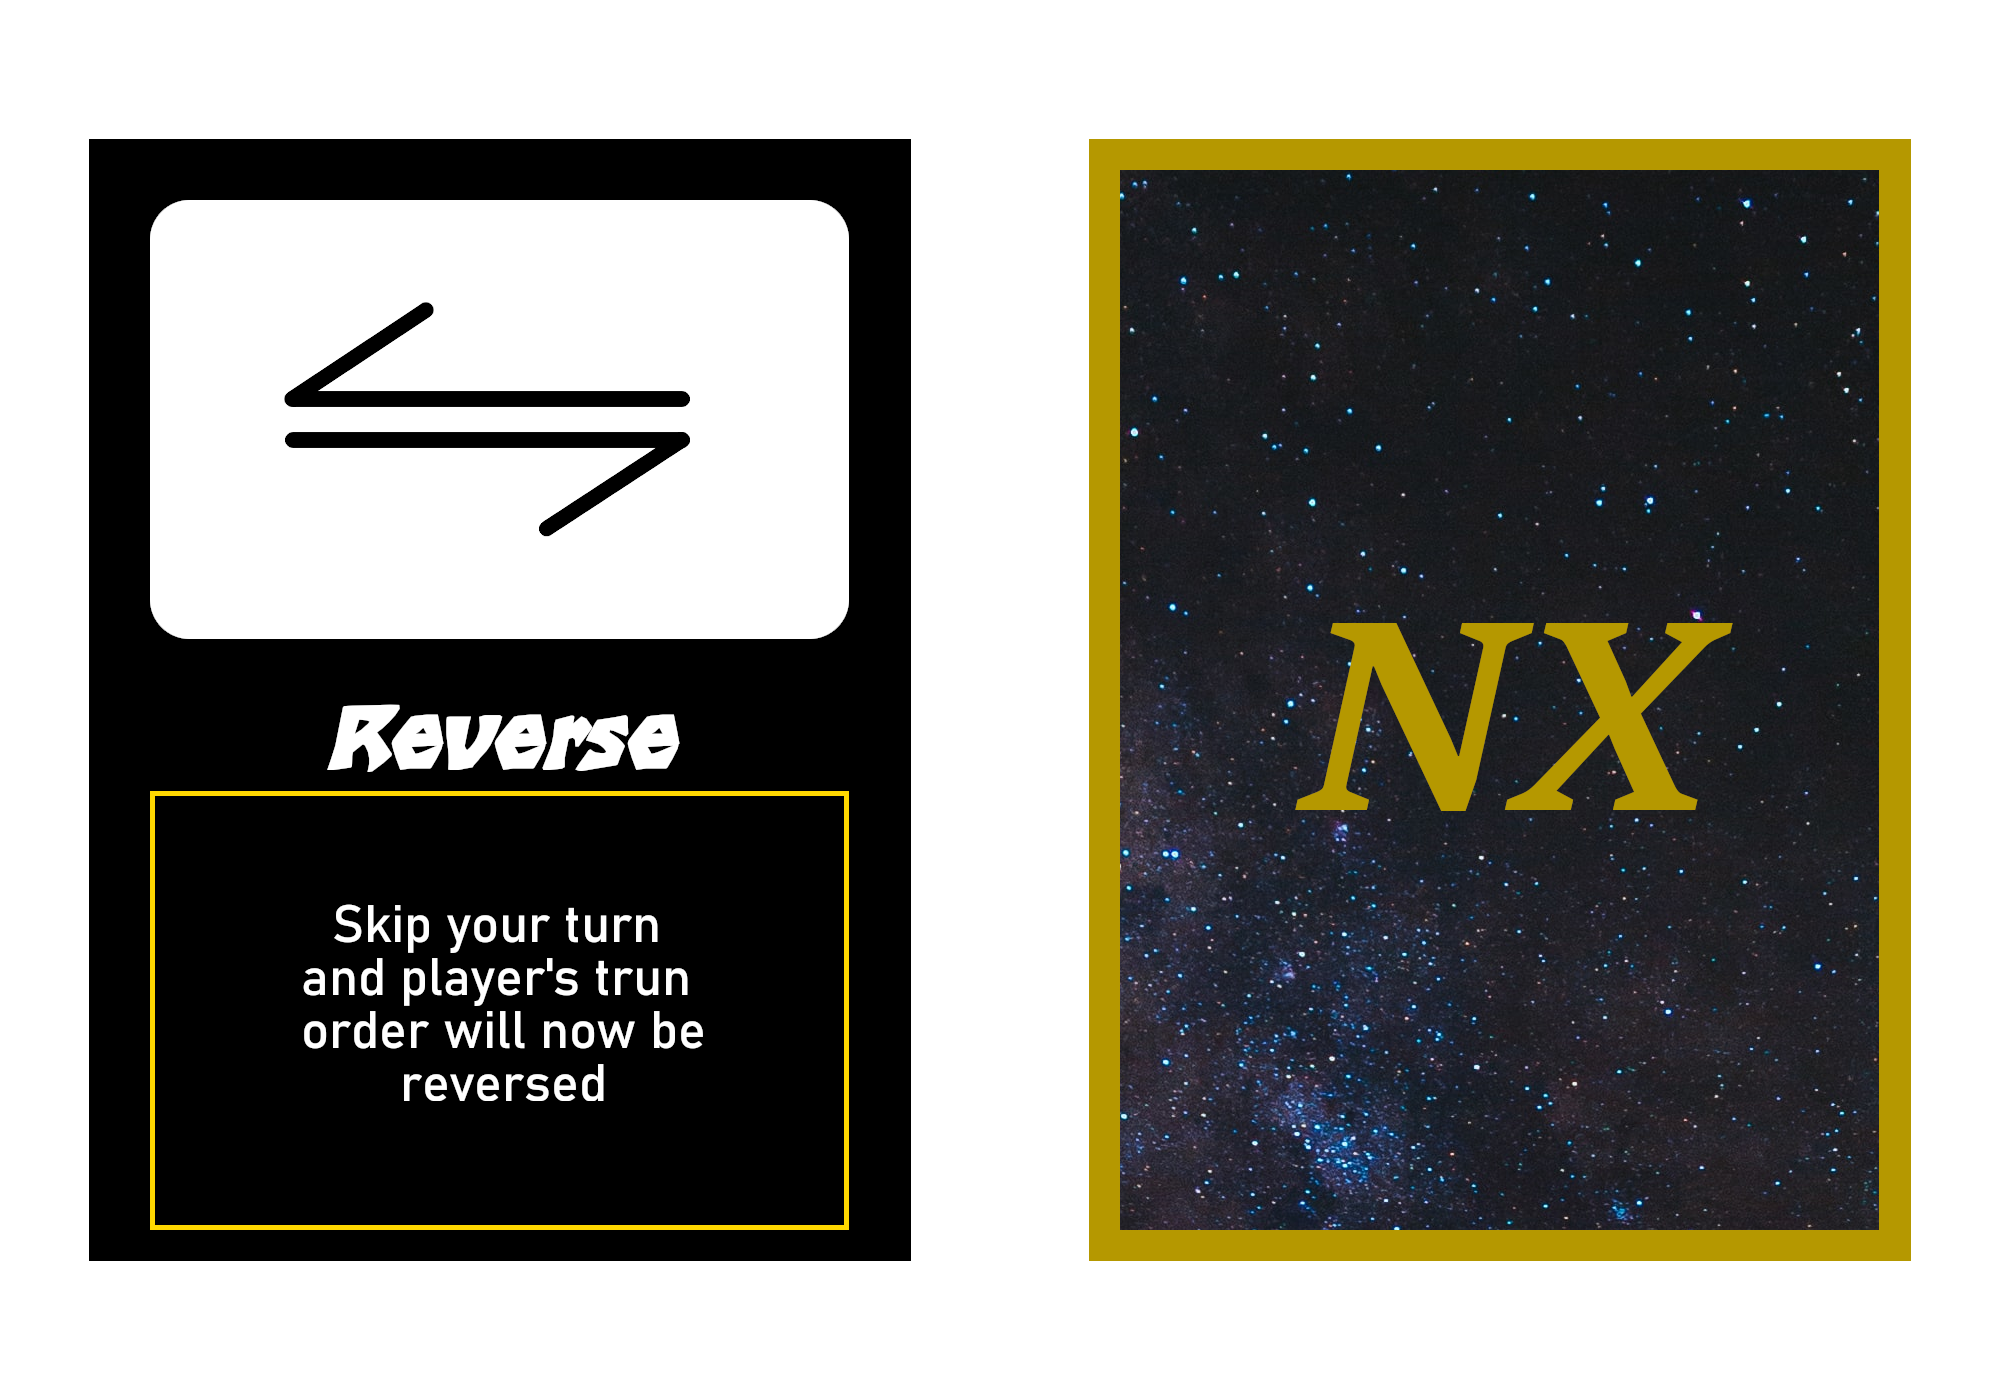 Reverse
Skip your turn
and player's trun
order will now be
reversed
NX